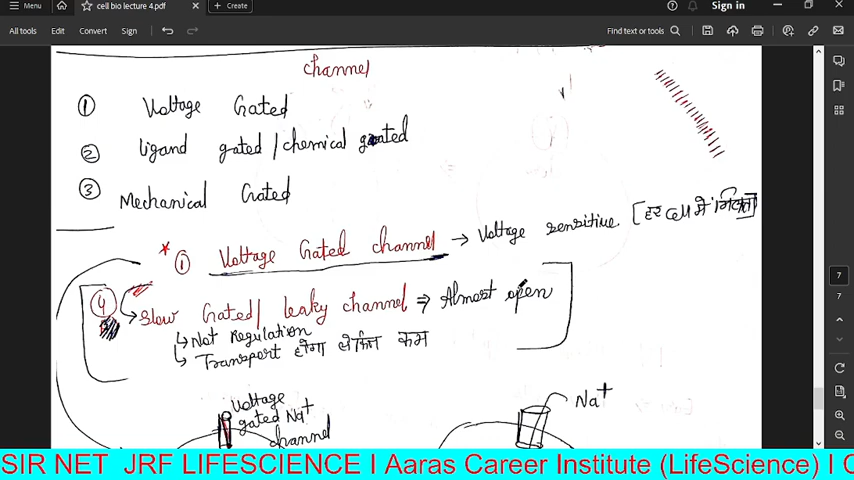 Menu
cell bio lecture 4.pdf
Create
Sign in
All tools Edit Convert Sign
Find text or tools
channel
① Voltage Gated
② ligand gated / chemical gated
③ Mechanical Gated
* ① Voltage Gated channel → Voltage sensitive [हर cell में
④ slow Gated / leaky channel ⇒ Almost open
Not Regulation
Transport होगा लेकिन कम
Voltage gated Na+ channel
Na+
7
7
SIR NET JRF LIFESCIENCE I Aaras Career Institute (LifeScience) I C